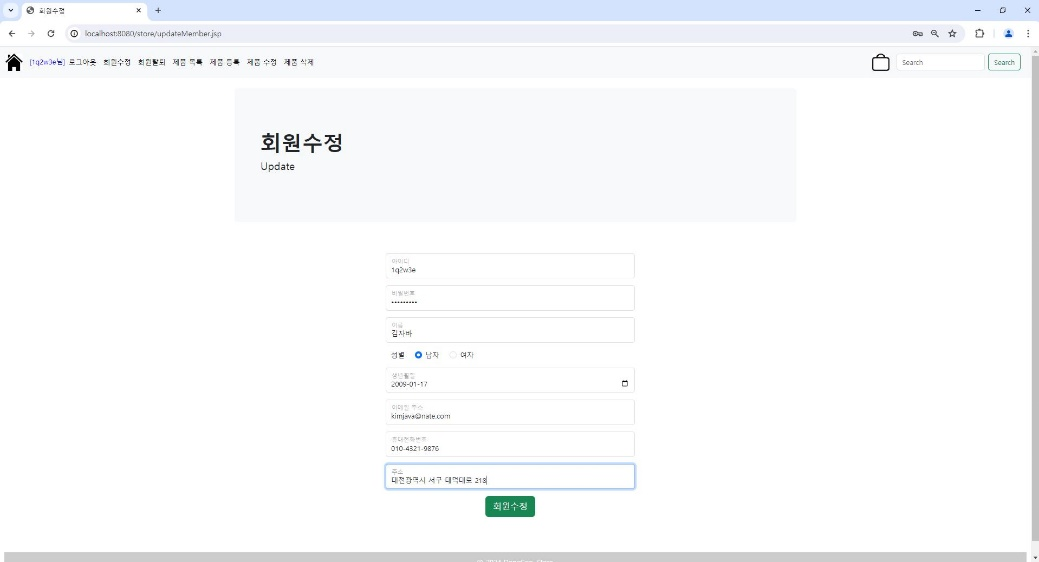 회원수정
localhost:8080/store/updateMember.jsp
[1q2w3e님] 로그아웃 회원수정 회원탈퇴 제품 목록 제품 등록 제품 수정 제품 삭제 Search Search
회원수정
Update
아이디
1q2w3e
비밀번호
•••••••••
이름
김자바
성별 남자 여자
생년월일
2009-01-17
이메일 주소
kimjava@nate.com
휴대전화번호
010-4321-9876
주소
대전광역시 서구 대덕대로 218
회원수정